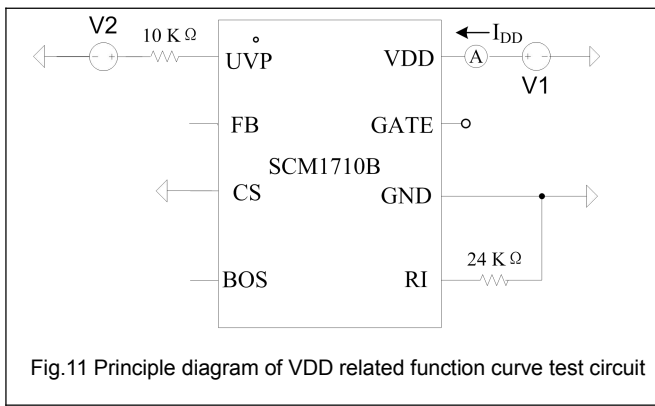 V2
10 K Ω
UVP
VDD
I_DD
A
V1
- +
+ -
FB
GATE
SCM1710B
CS
GND
24 K Ω
BOS
RI
Fig.11 Principle diagram of VDD related function curve test circuit